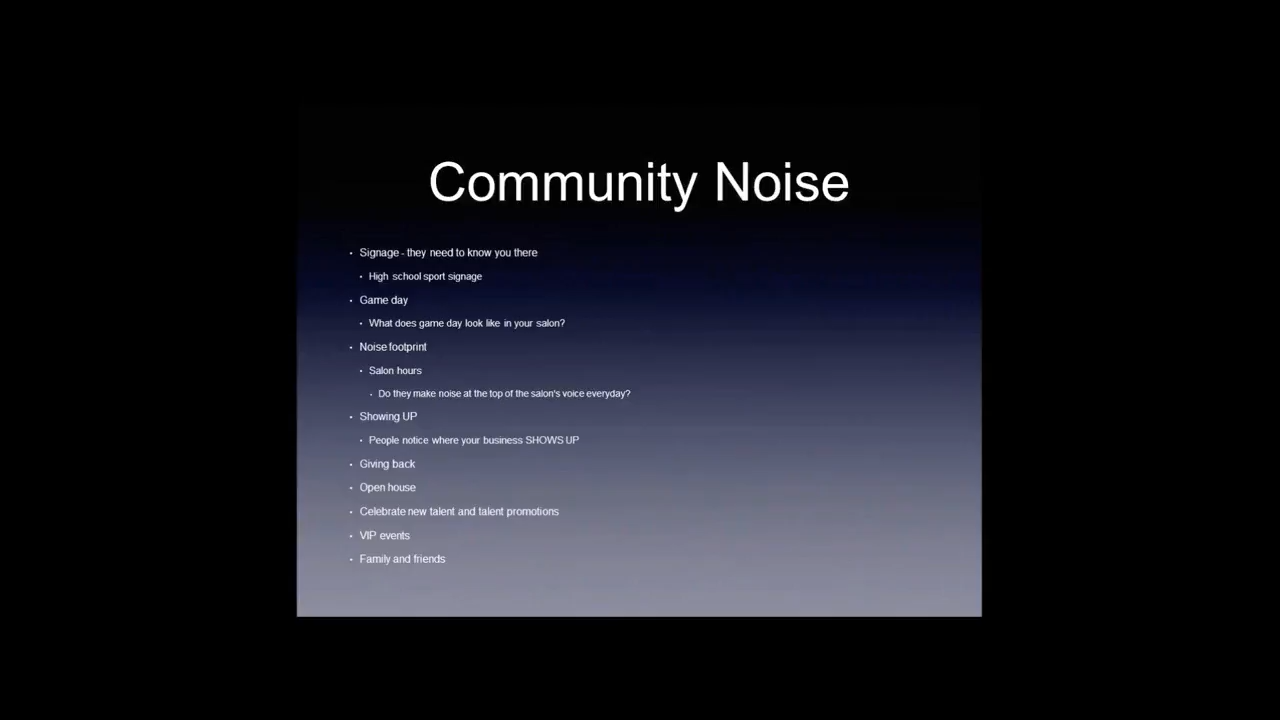 Community Noise
• Signage - they need to know you there
• High school sport signage
• Game day
• What does game day look like in your salon?
• Noise footprint
• Salon hours
• Do they make noise at the top of the salon's voice everyday?
• Showing UP
• People notice where your business SHOWS UP
• Giving back
• Open house
• Celebrate new talent and talent promotions
• VIP events
• Family and friends